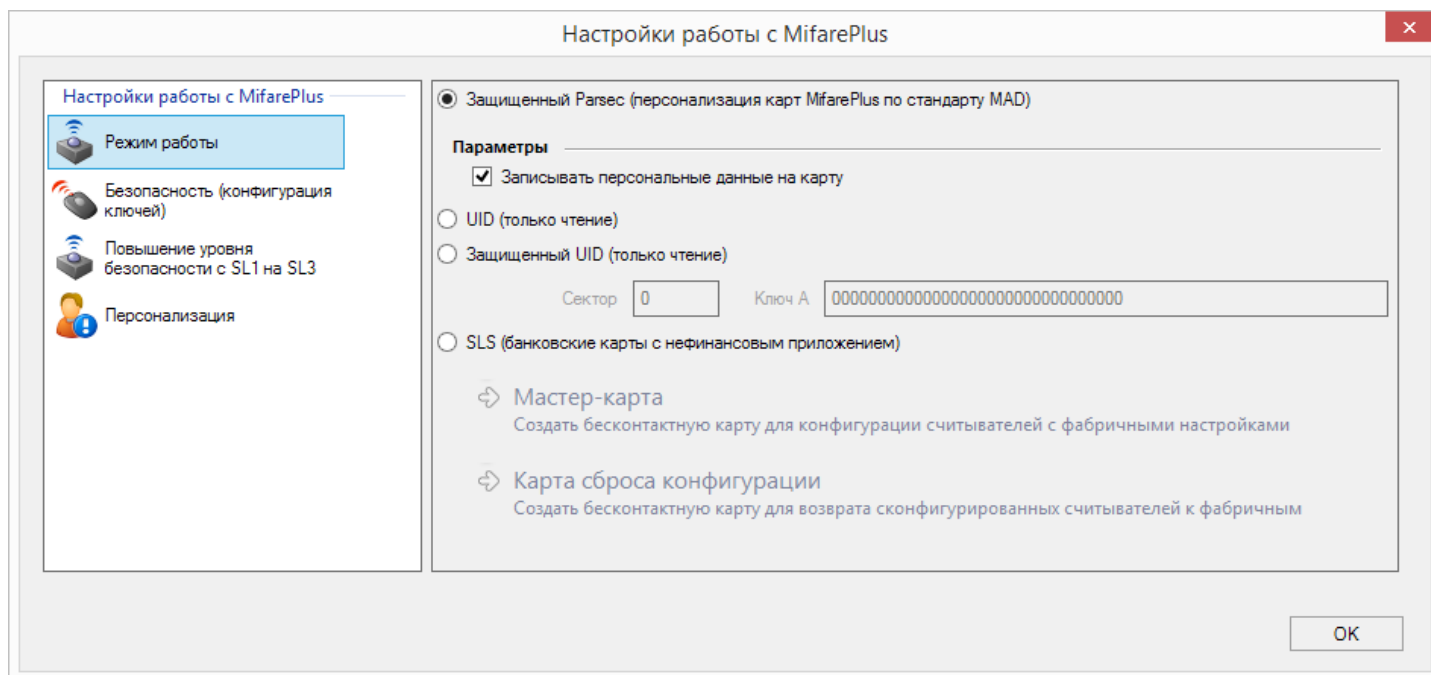 Настройки работы с MifarePlus
Настройки работы с MifarePlus
Режим работы
Безопасность (конфигурация
ключей)
Повышение уровня
безопасности с SL1 на SL3
Персонализация
Защищенный Parsec (персонализация карт MifarePlus по стандарту MAD)
Параметры
Записывать персональные данные на карту
UID (только чтение)
Защищенный UID (только чтение)
Сектор 0 Ключ A 00000000000000000000000000000000
SLS (банковские карты с нефинансовым приложением)
Мастер-карта
Создать бесконтактную карту для конфигурации считывателей с фабричными настройками
Карта сброса конфигурации
Создать бесконтактную карту для возврата сконфигурированных считывателей к фабричным
OK